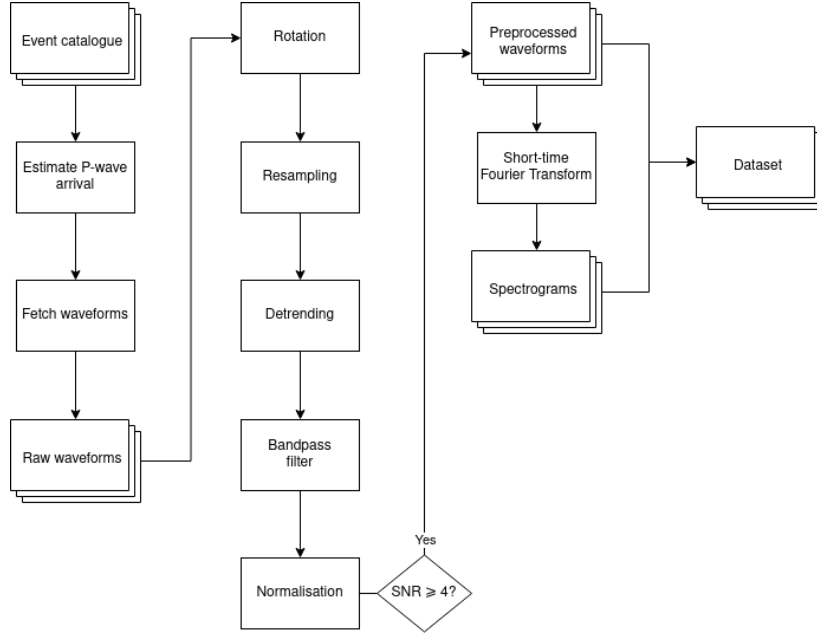 Event catalogue
Estimate P-wave
arrival
Fetch waveforms
Raw waveforms
Rotation
Resampling
Detrending
Bandpass
filter
Normalisation
SNR ⩾ 4?
Yes
Preprocessed
waveforms
Short-time
Fourier Transform
Spectrograms
Dataset